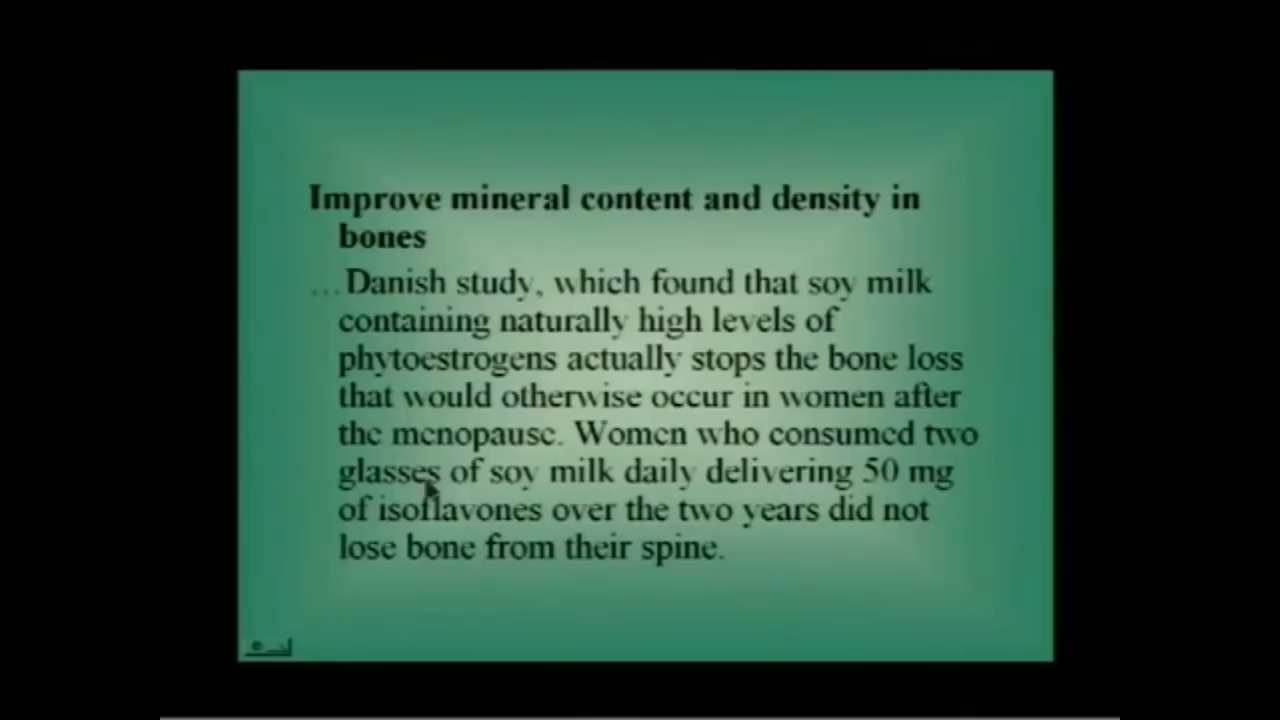 Improve mineral content and density in
bones
...Danish study, which found that soy milk
containing naturally high levels of
phytoestrogens actually stops the bone loss
that would otherwise occur in women after
the menopause. Women who consumed two
glasses of soy milk daily delivering 50 mg
of isoflavones over the two years did not
lose bone from their spine.